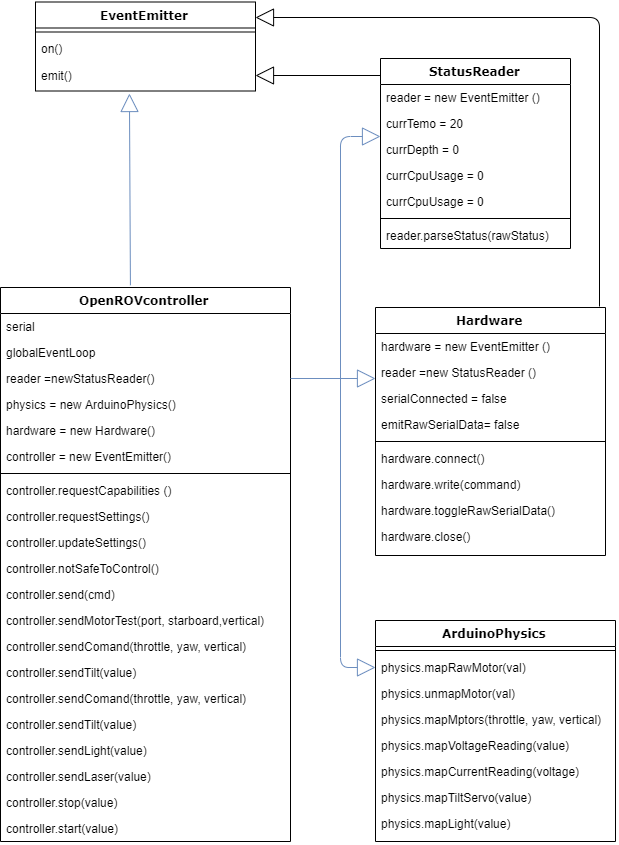 EventEmitter
on()
emit()
StatusReader
reader = new EventEmitter ()
currTemo = 20
currDepth = 0
currCpuUsage = 0
currCpuUsage = 0
reader.parseStatus(rawStatus)
OpenROVcontroller
serial
globalEventLoop
reader =newStatusReader()
physics = new ArduinoPhysics()
hardware = new Hardware()
controller = new EventEmitter()
controller.requestCapabilities ()
controller.requestSettings()
controller.updateSettings()
controller.notSafeToControl()
controller.send(cmd)
controller.sendMotorTest(port, starboard,vertical)
controller.sendComand(throttle, yaw, vertical)
controller.sendTilt(value)
controller.sendComand(throttle, yaw, vertical)
controller.sendTilt(value)
controller.sendLight(value)
controller.sendLaser(value)
controller.stop(value)
controller.start(value)
Hardware
hardware = new EventEmitter ()
reader =new StatusReader ()
serialConnected = false
emitRawSerialData= false
hardware.connect()
hardware.write(command)
hardware.toggleRawSerialData()
hardware.close()
ArduinoPhysics
physics.mapRawMotor(val)
physics.unmapMotor(val)
physics.mapMptors(throttle, yaw, vertical)
physics.mapVoltageReading(value)
physics.mapCurrentReading(voltage)
physics.mapTiltServo(value)
physics.mapLight(value)